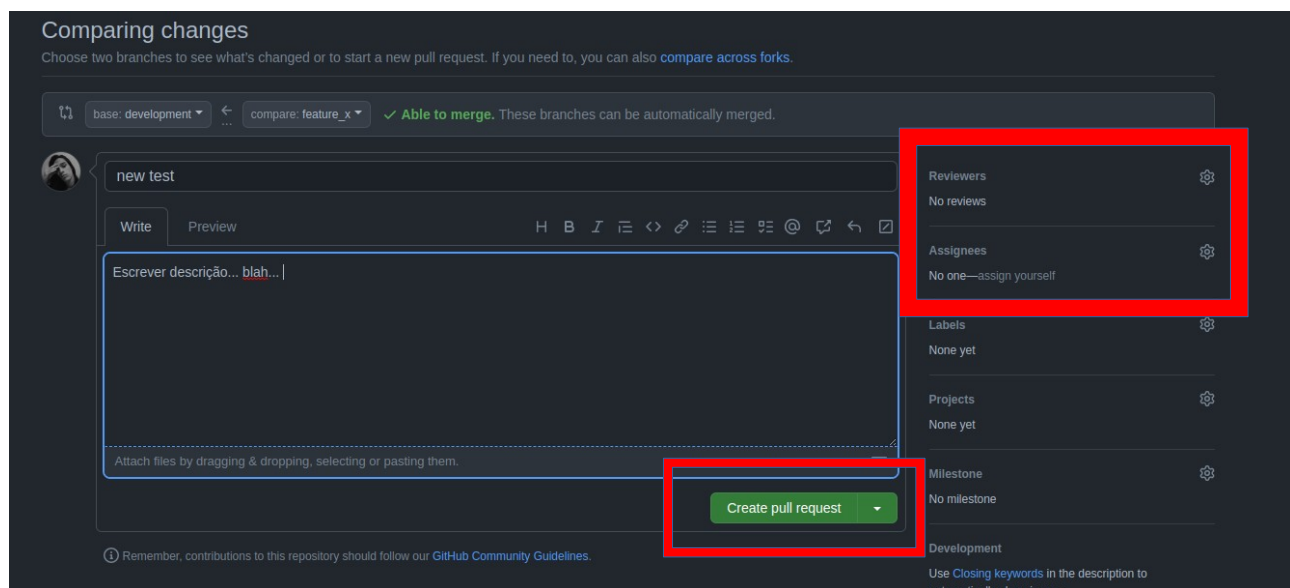 Comparing changes
Choose two branches to see what's changed or to start a new pull request. If you need to, you can also compare across forks.
base: development ← compare: feature_x ✓ Able to merge. These branches can be automatically merged.
...
new test
Write Preview H B I <> @
Escrever descrição... blah...
Attach files by dragging & dropping, selecting or pasting them.
Create pull request
Remember, contributions to this repository should follow our GitHub Community Guidelines.
Reviewers
No reviews
Assignees
No one—assign yourself
Labels
None yet
Projects
None yet
Milestone
No milestone
Development
Use Closing keywords in the description to